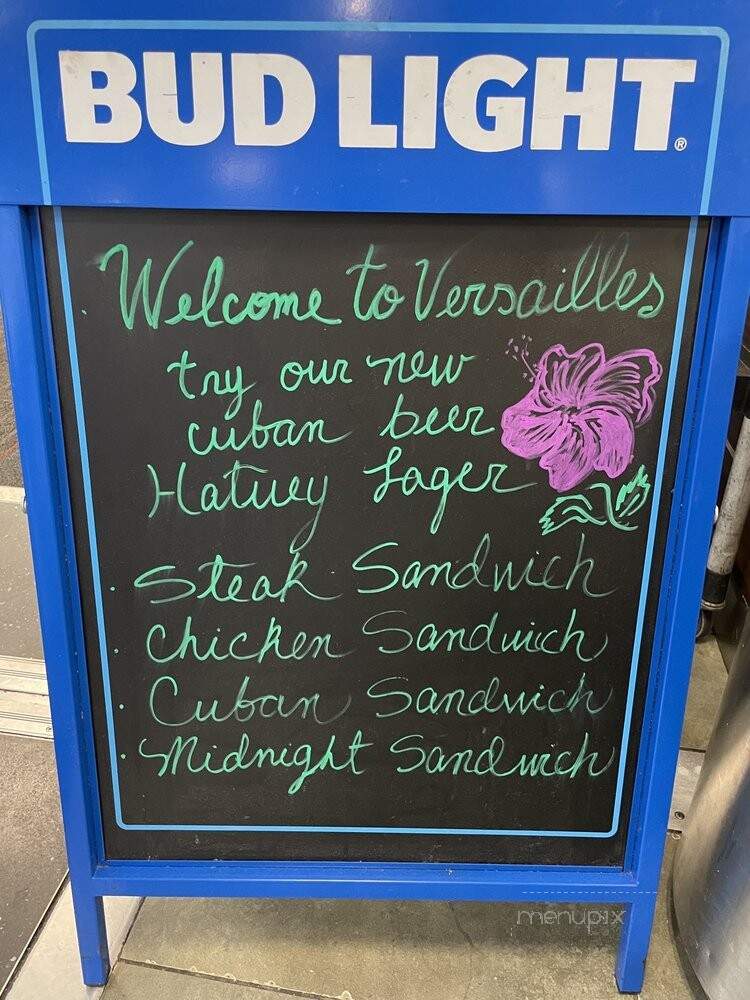 BUD LIGHT®
Welcome to Versailles
try our new
cuban beer
Hatuey Lager
· Steak Sandwich
· Chicken Sandwich
· Cuban Sandwich
· Midnight Sandwich
menupix